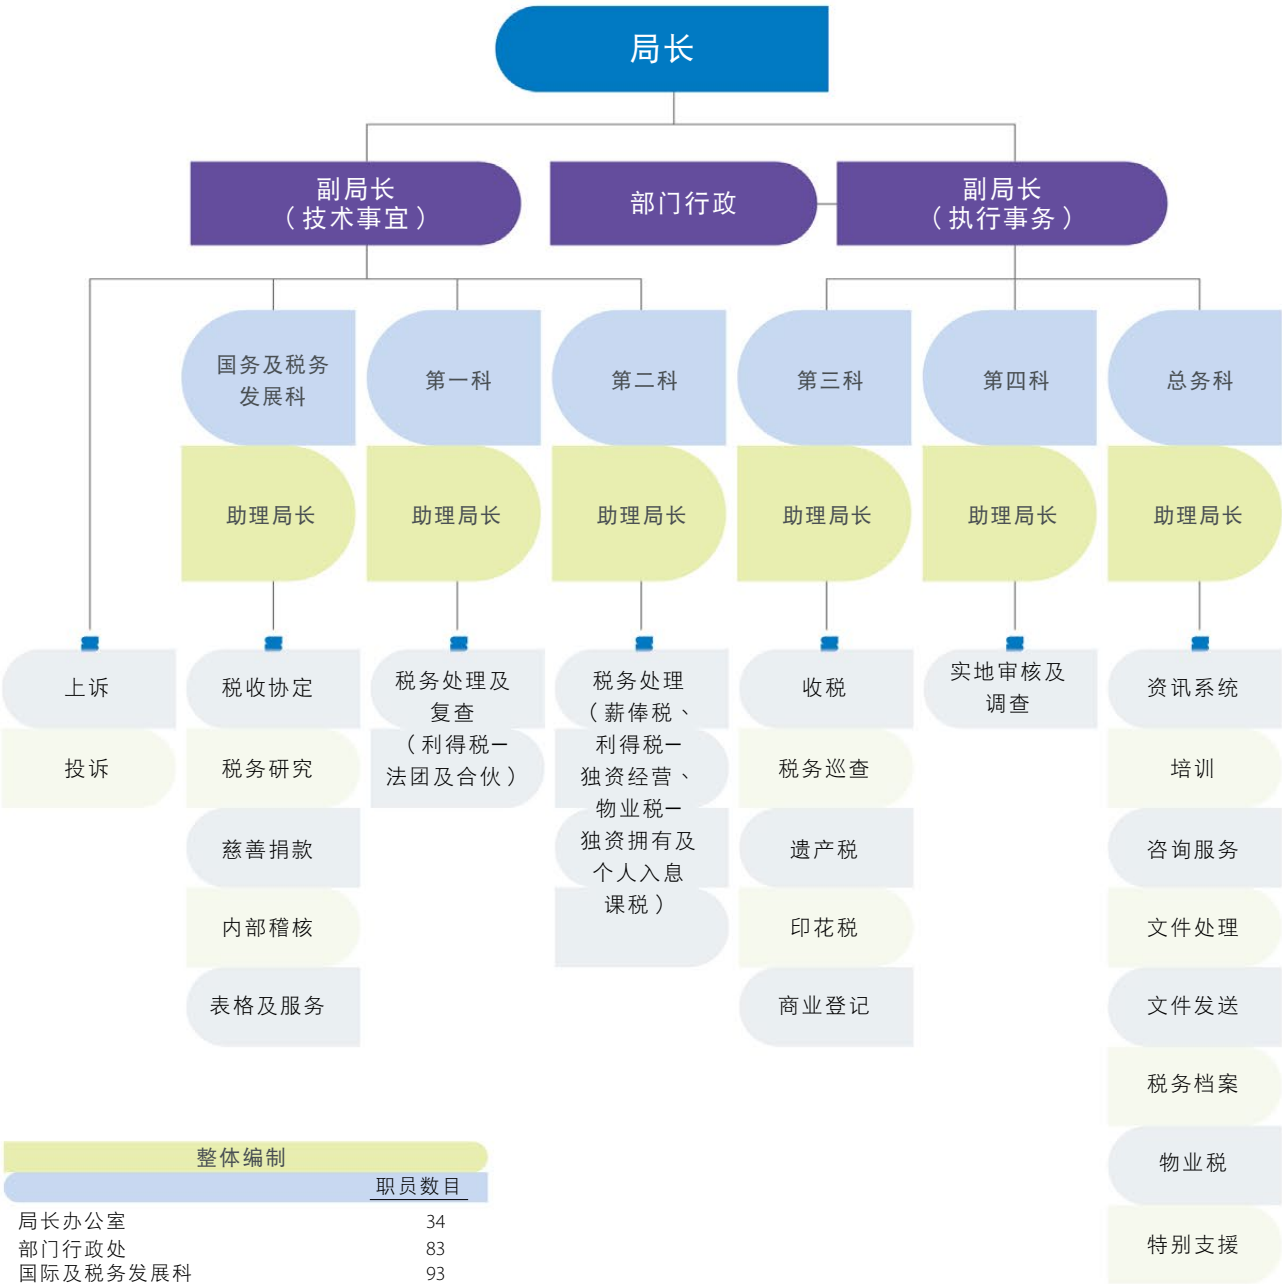 局长
副局长
（技术事宜）
部门行政
副局长
（执行事务）
国务及税务
发展科
第一科
第二科
第三科
第四科
总务科
助理局长
助理局长
助理局长
助理局长
助理局长
助理局长
上诉
投诉
税收协定
税务研究
慈善捐款
内部稽核
表格及服务
税务处理及
复查
（利得税—
法团及合伙）
税务处理
（薪俸税、
利得税—
独资经营、
物业税—
独资拥有及
个人入息
课税）
收税
税务巡查
遗产税
印花税
商业登记
实地审核及
调查
资讯系统
培训
咨询服务
文件处理
文件发送
税务档案
物业税
特别支援
整体编制
职员数目
局长办公室 34
部门行政处 83
国际及税务发展科 93